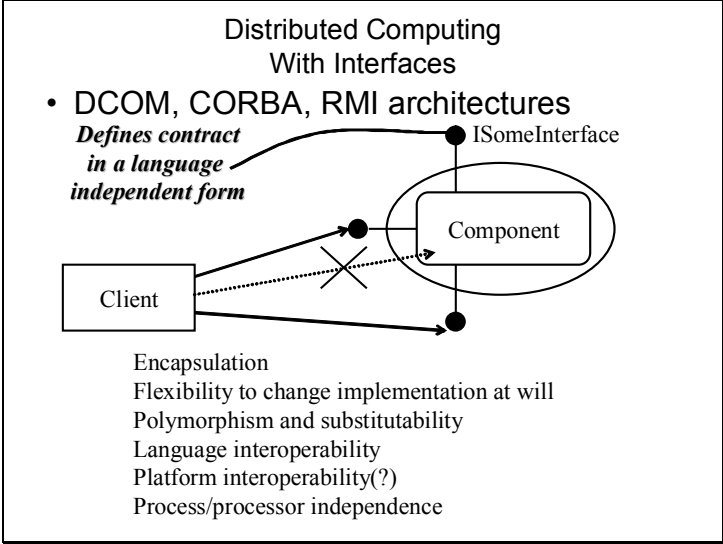 Distributed Computing
With Interfaces
• DCOM, CORBA, RMI architectures
Defines contract
in a language
independent form
ISomeInterface
Component
Client
Encapsulation
Flexibility to change implementation at will
Polymorphism and substitutability
Language interoperability
Platform interoperability(?)
Process/processor independence